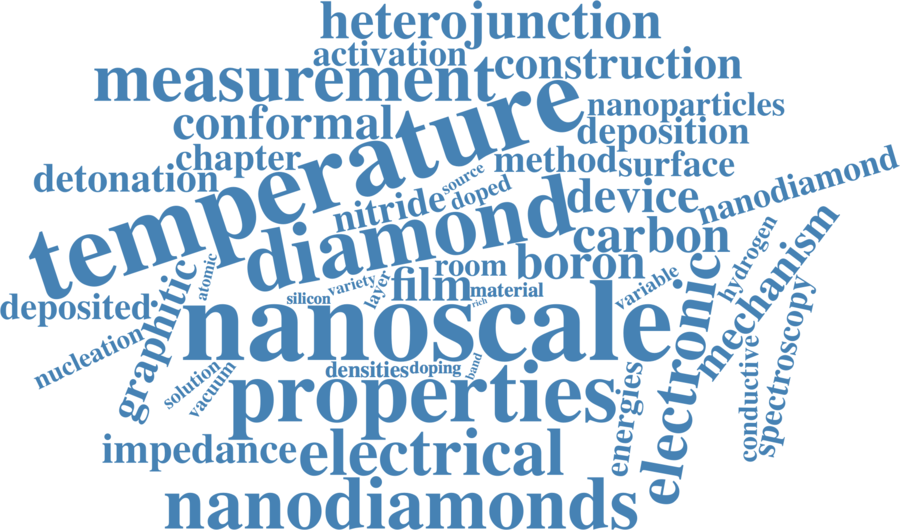 heterojunction
activation
measurement
construction
temperature
nanoparticles
conformal
deposition
chapter
method
surface
detonation
source
nitride
doped
device
nanodiamond
diamond
carbon
boron
room
film
material
atomic
variety
layer
silicon
rich
variable
hydrogen
mechanism
deposited
graphitic
nanoscale
electronic
nucleation
solution
vacuum
densities
doping
band
properties
energies
conductive
spectroscopy
impedance
electrical
nanodiamonds